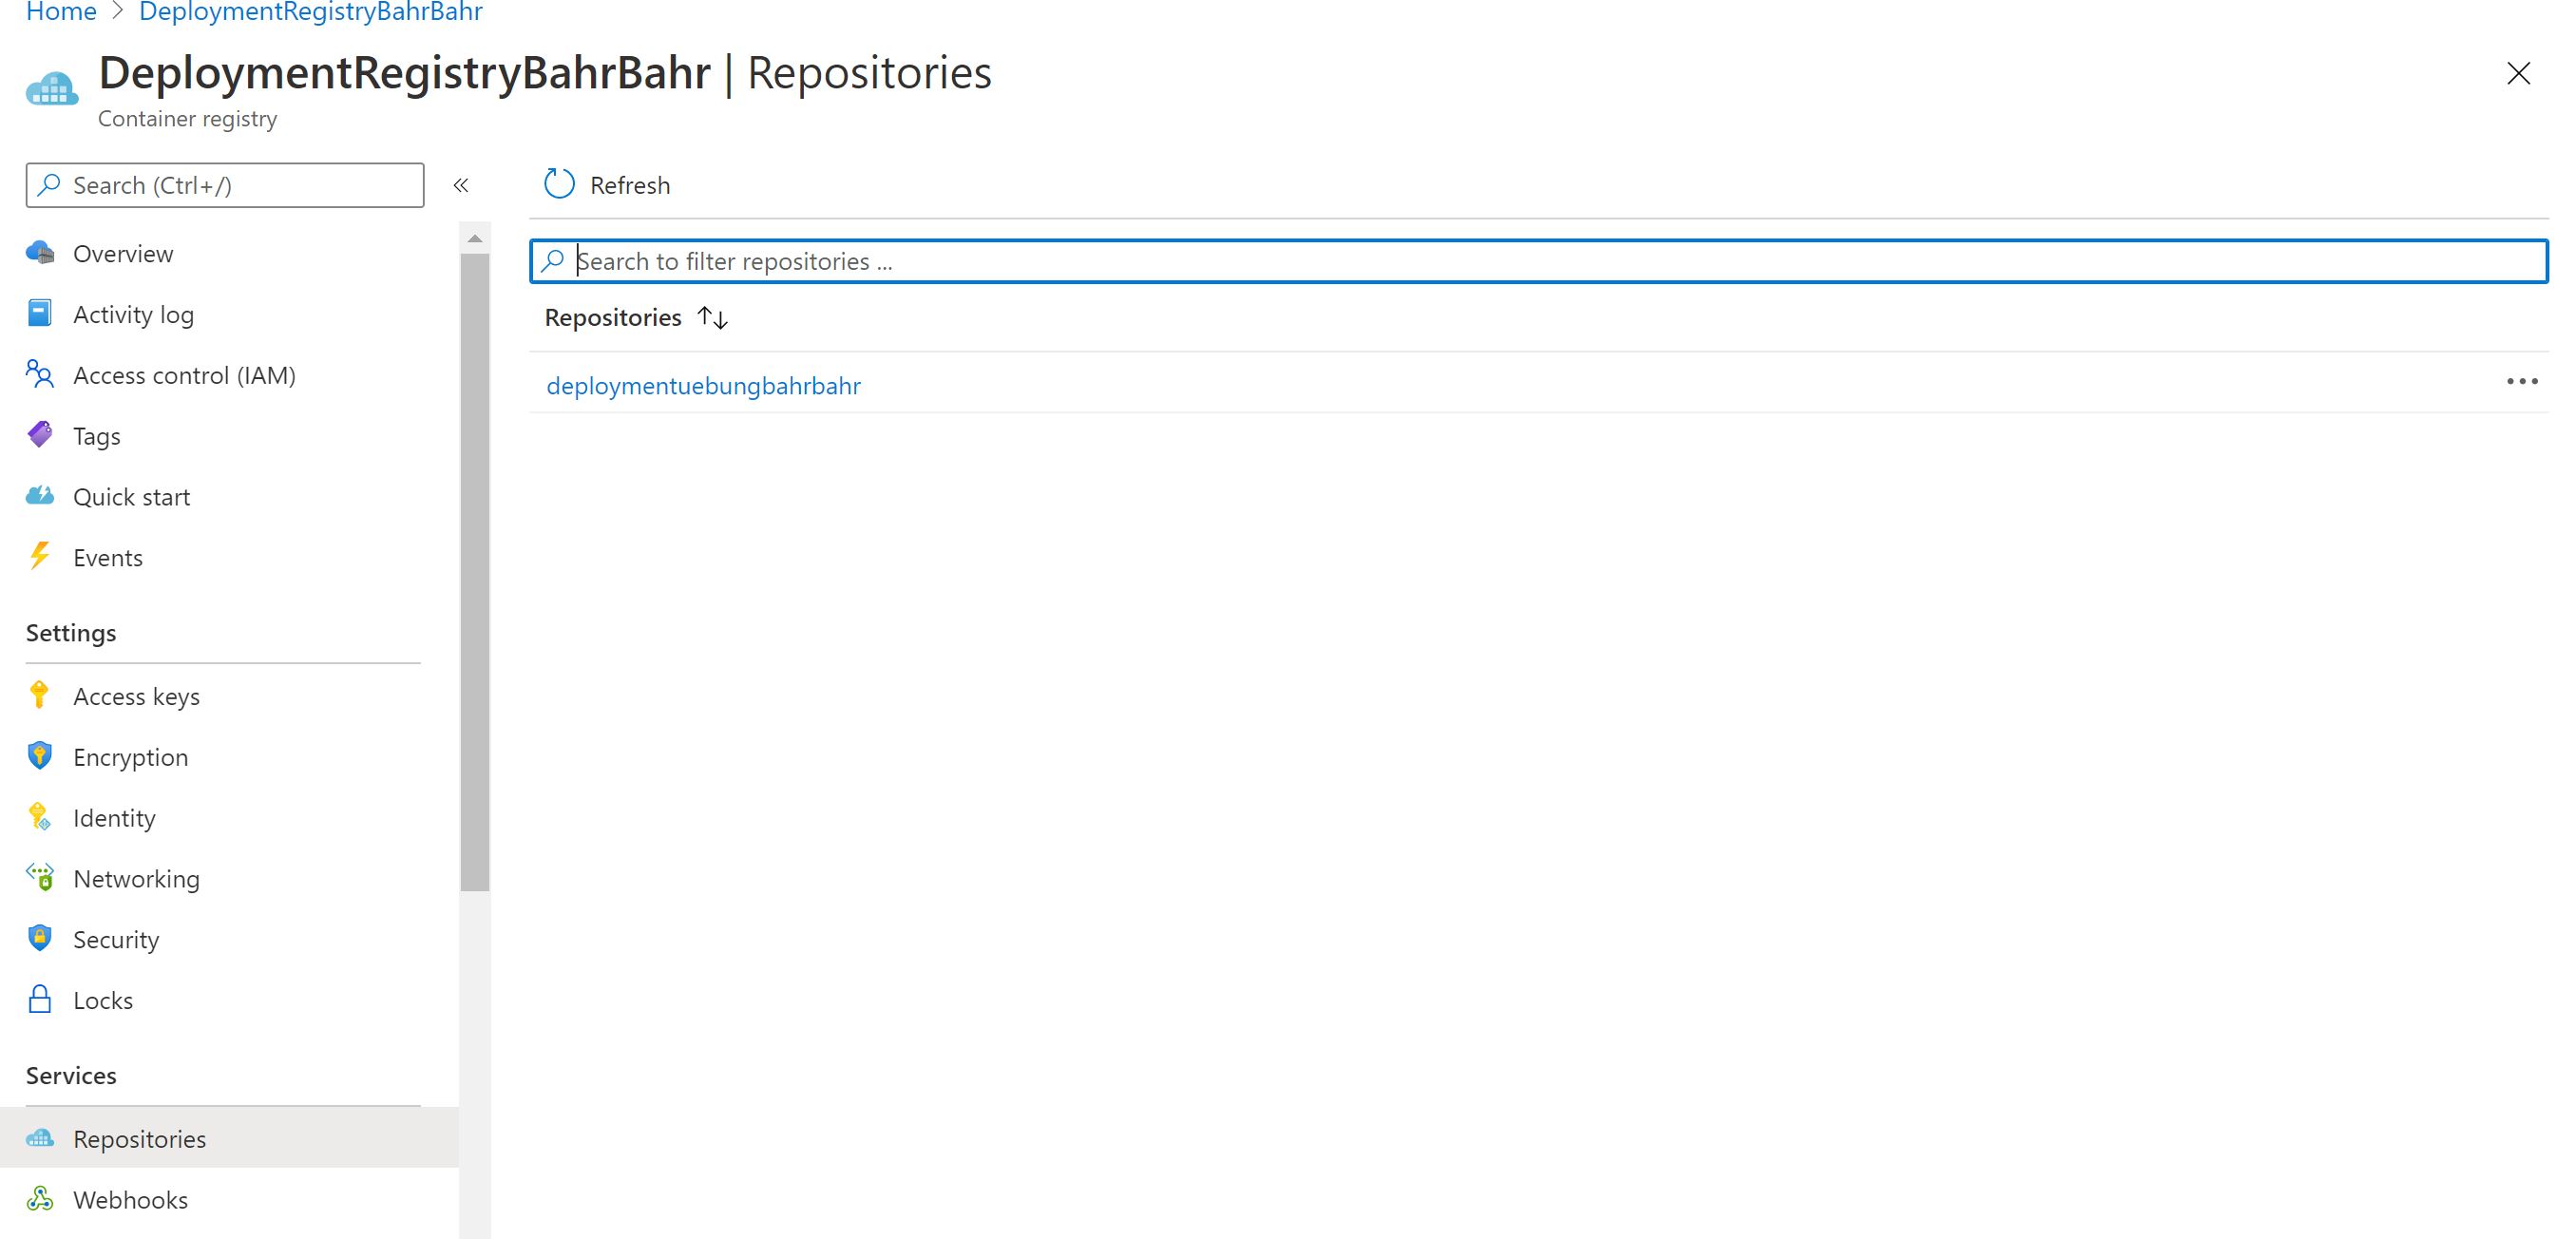 Home > DeploymentRegistryBahrBahr
DeploymentRegistryBahrBahr | Repositories
Container registry
Search (Ctrl+/)
«
Overview
Activity log
Access control (IAM)
Tags
Quick start
Events
Settings
Access keys
Encryption
Identity
Networking
Security
Locks
Services
Repositories
Webhooks
Refresh
Search to filter repositories ...
Repositories ↑↓
deploymentuebungbahrbahr